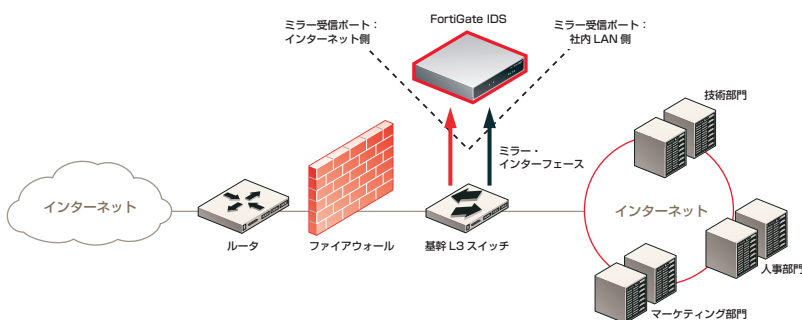 ミラー受信ポート：
インターネット側
FortiGate IDS
ミラー受信ポート：
社内 LAN 側
技術部門
ミラー・
インターフェース
インターネット
インターネット
ルータ
ファイアウォール
基幹 L3 スイッチ
人事部門
マーケティング部門